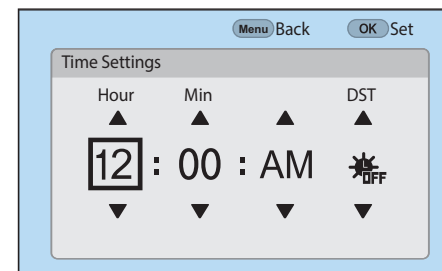 Menu Back OK Set
Time Settings
Hour Min DST
12 : 00 : AM OFF